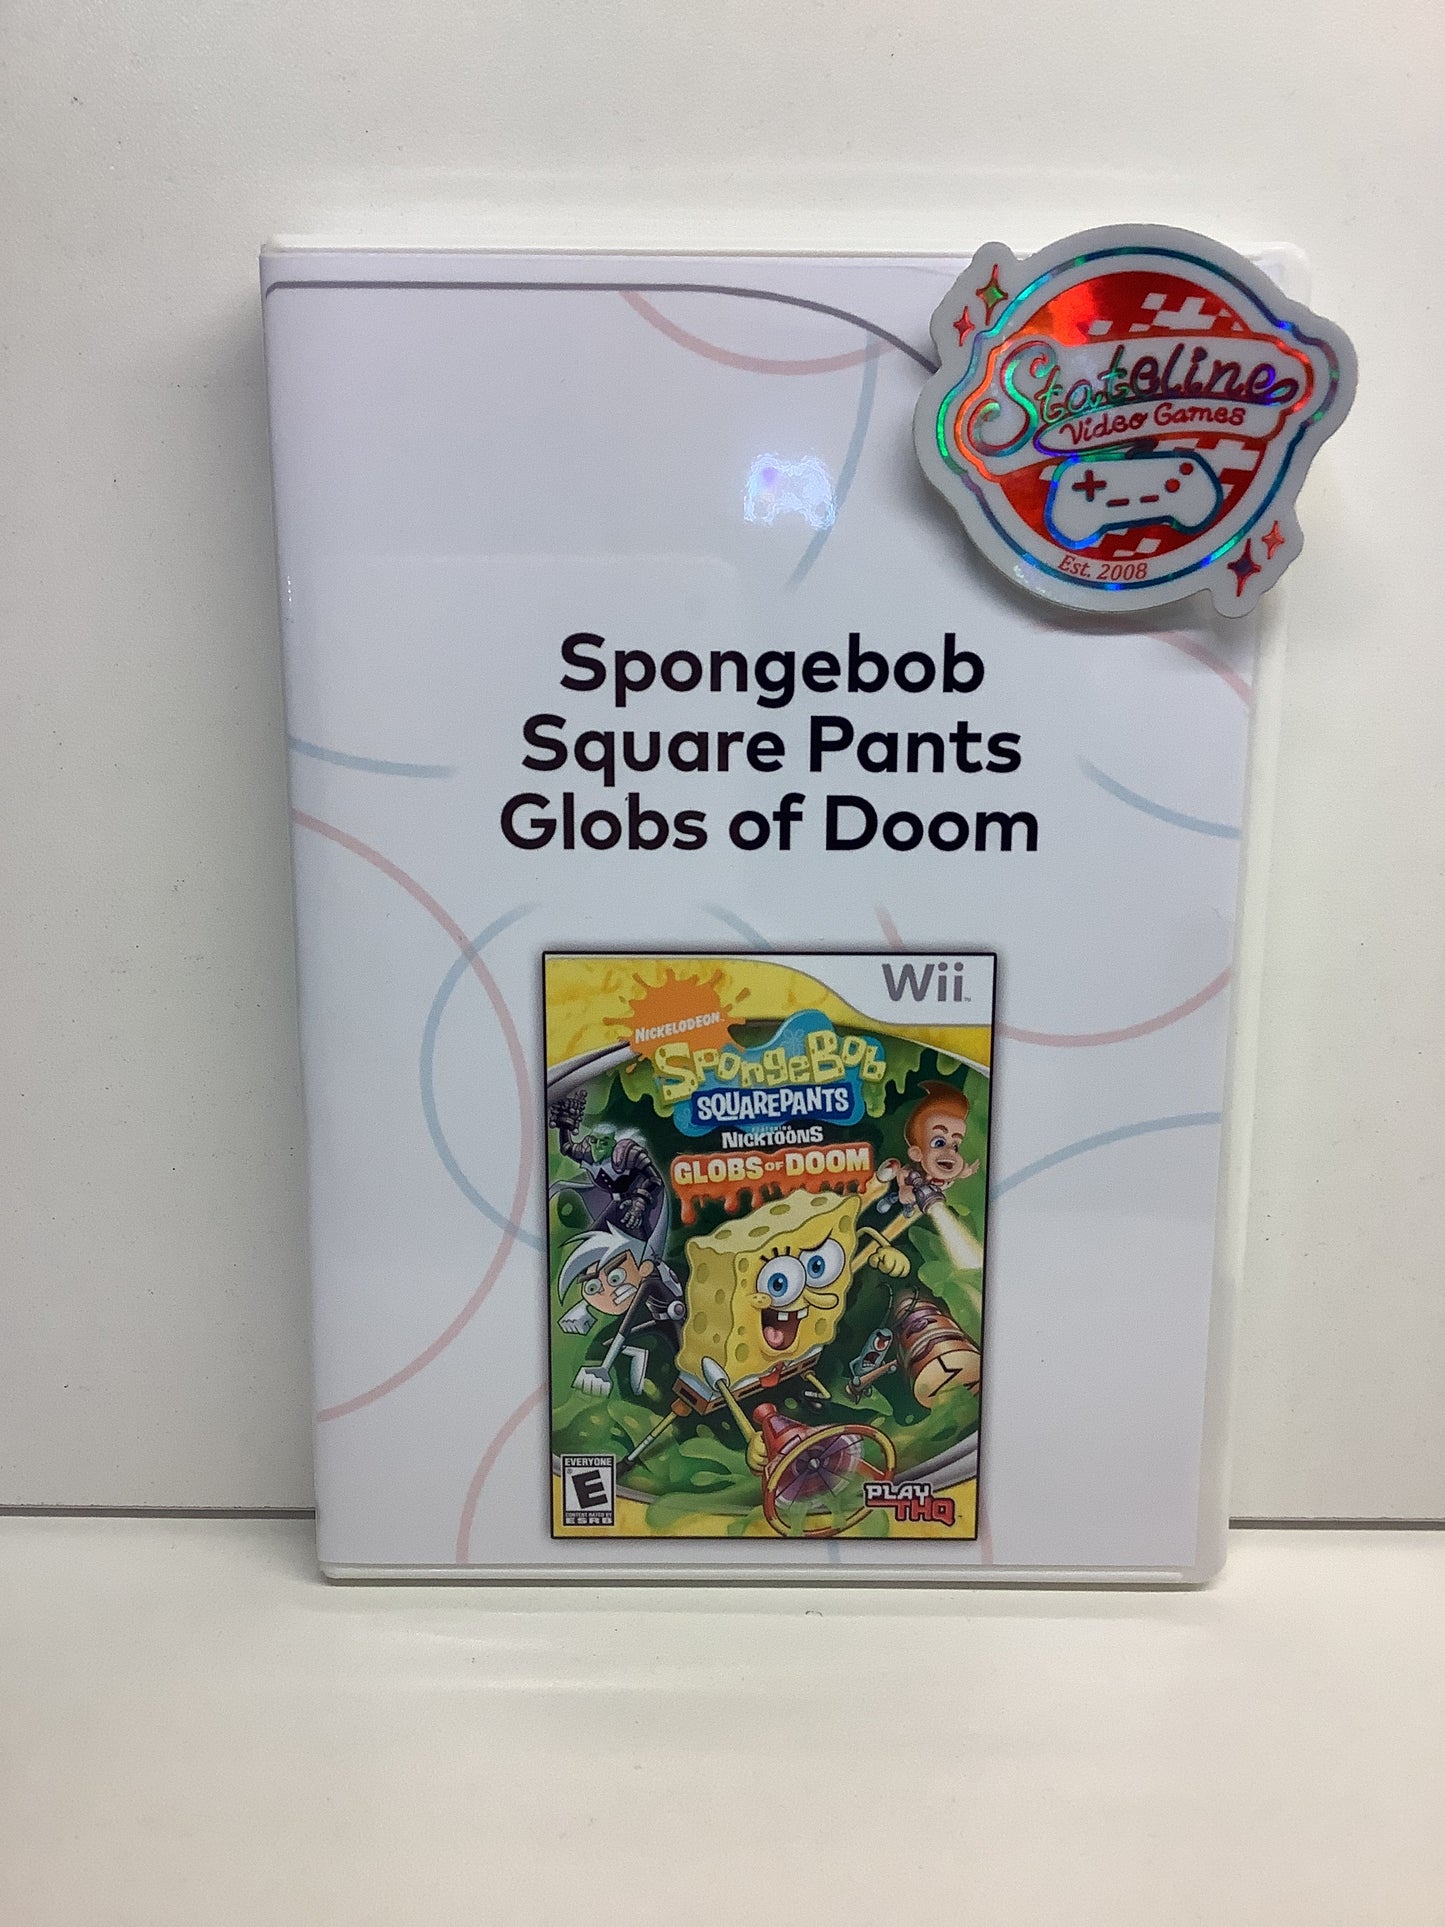 Stateline
Video Games
Est. 2008
Spongebob
Square Pants
Globs of Doom
Wii
NICKELODEON
SPONGEBOB
SQUAREPANTS
FEATURING
NICKTOONS
GLOBS OF DOOM
EVERYONE
E
CONTENT RATED BY
ESRB
PLAY
THQ